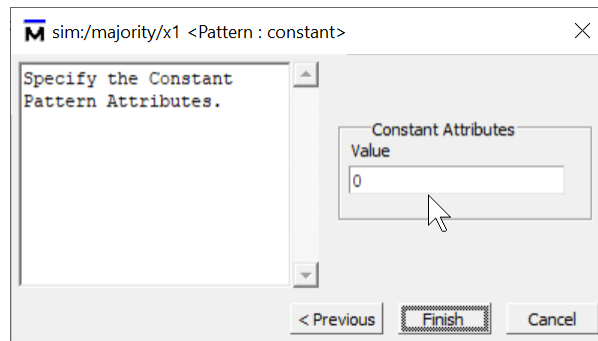 sim:/majority/x1 <Pattern : constant>
Specify the Constant
Pattern Attributes.
Constant Attributes
Value
0
< Previous
Finish
Cancel